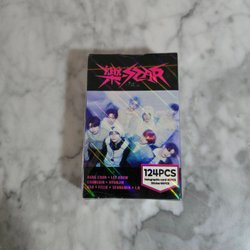 樂STAR
BANG CHAN • LEE KNOW
CHANGBIN • HYUNJIN
HAN • FELIX • SEUNGMIN • I.N
124PCS